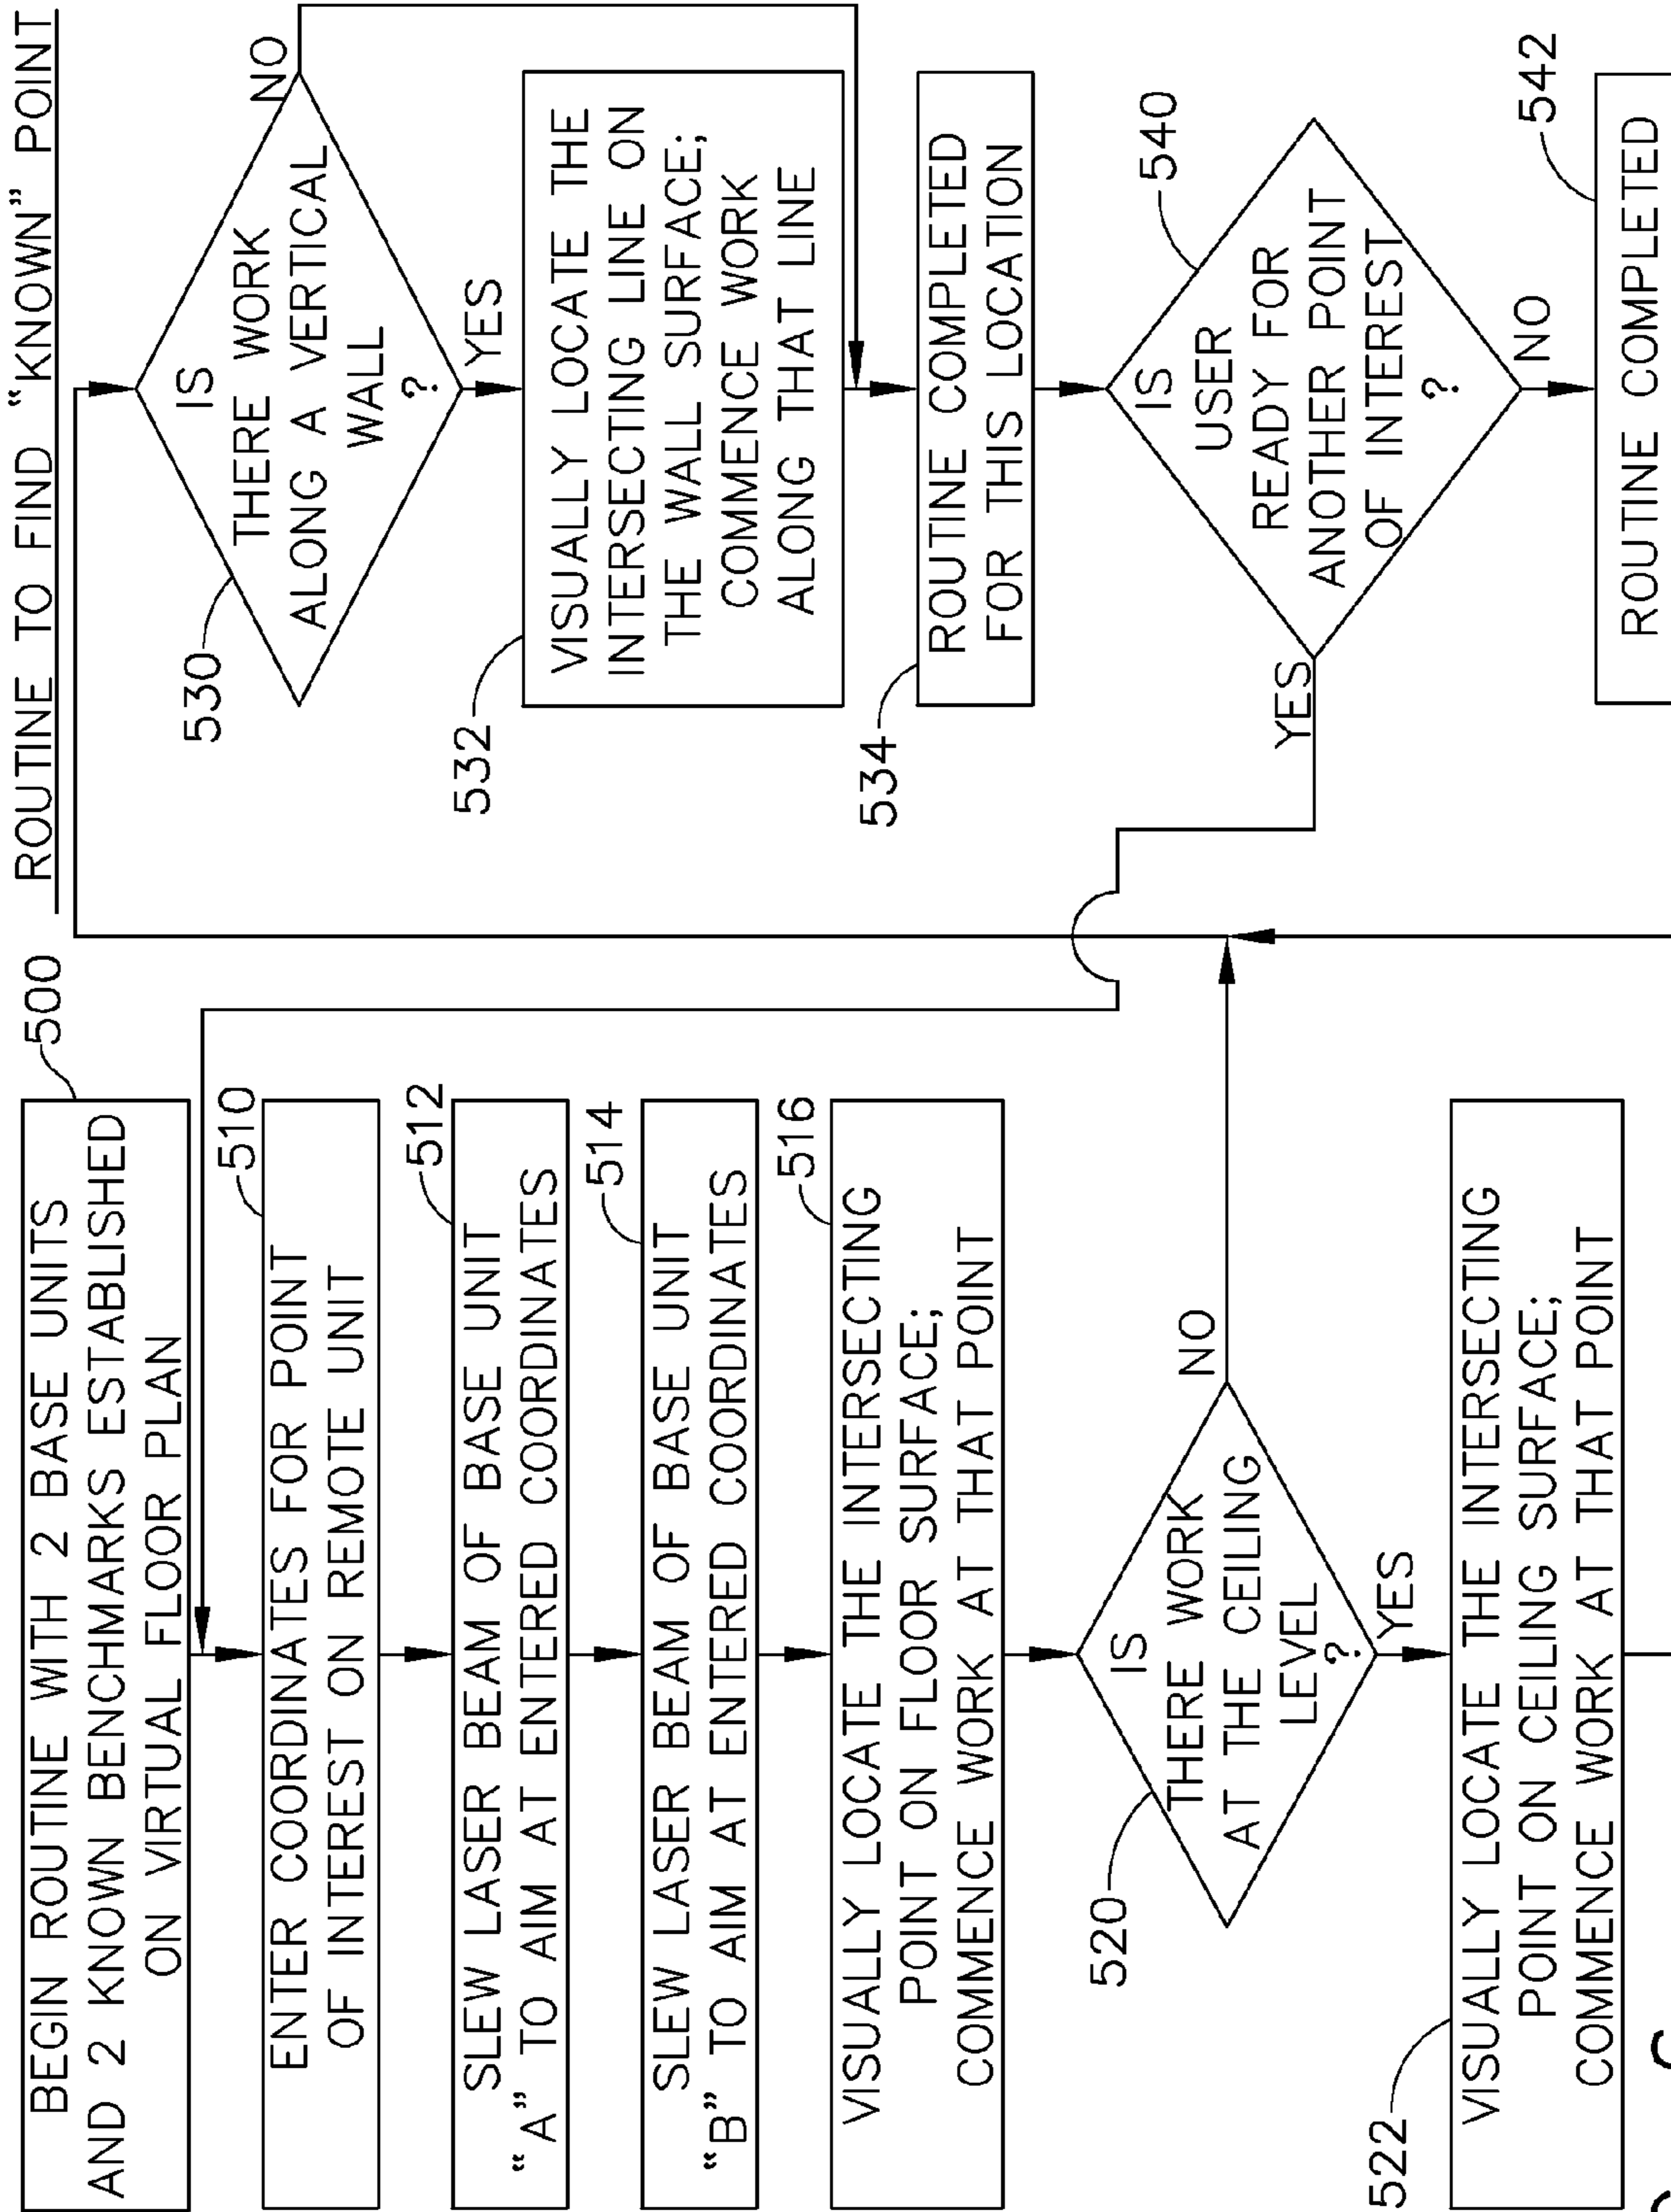 ROUTINE TO FIND “KNOWN” POINT
500
BEGIN ROUTINE WITH 2 BASE UNITS
AND 2 KNOWN BENCHMARKS ESTABLISHED
ON VIRTUAL FLOOR PLAN
510
ENTER COORDINATES FOR POINT
OF INTEREST ON REMOTE UNIT
512
SLEW LASER BEAM OF BASE UNIT
“A” TO AIM AT ENTERED COORDINATES
514
SLEW LASER BEAM OF BASE UNIT
“B” TO AIM AT ENTERED COORDINATES
516
VISUALLY LOCATE THE INTERSECTING
POINT ON FLOOR SURFACE;
COMMENCE WORK AT THAT POINT
520
IS
THERE WORK
AT THE CEILING
LEVEL
?
NO
YES
522
VISUALLY LOCATE THE INTERSECTING
POINT ON CEILING SURFACE;
COMMENCE WORK AT THAT POINT
530
IS
THERE WORK
ALONG A VERTICAL
WALL
?
NO
YES
532
VISUALLY LOCATE THE
INTERSECTING LINE ON
THE WALL SURFACE;
COMMENCE WORK
ALONG THAT LINE
534
ROUTINE COMPLETED
FOR THIS LOCATION
540
IS
USER
READY FOR
ANOTHER POINT
OF INTEREST
?
YES
NO
542
ROUTINE COMPLETED